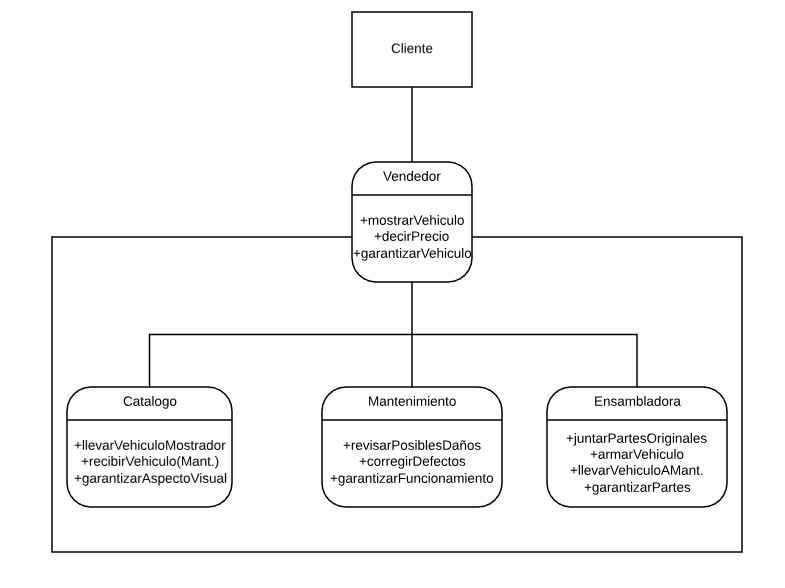 Cliente
Vendedor
+mostrarVehiculo
+decirPrecio
+garantizarVehiculo
Catalogo
+llevarVehiculoMostrador
+recibirVehiculo(Mant.)
+garantizarAspectoVisual
Mantenimiento
+revisarPosiblesDaños
+corregirDefectos
+garantizarFuncionamiento
Ensambladora
+juntarPartesOriginales
+armarVehiculo
+llevarVehiculoAMant.
+garantizarPartes